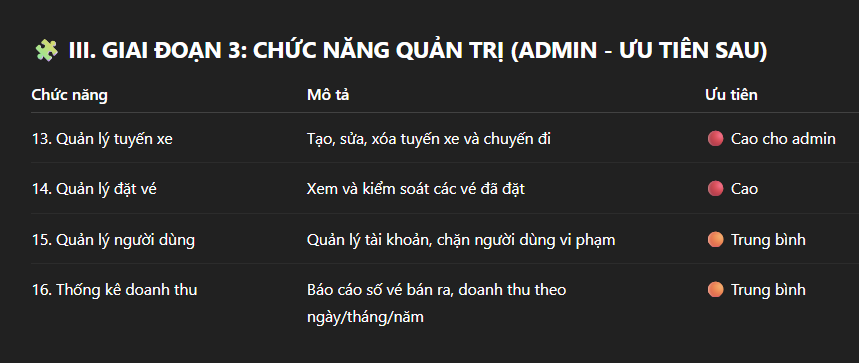 🧩 III. GIAI ĐOẠN 3: CHỨC NĂNG QUẢN TRỊ (ADMIN - ƯU TIÊN SAU)
Chức năng Mô tả Ưu tiên
13. Quản lý tuyến xe Tạo, sửa, xóa tuyến xe và chuyến đi 🔴 Cao cho admin
14. Quản lý đặt vé Xem và kiểm soát các vé đã đặt 🔴 Cao
15. Quản lý người dùng Quản lý tài khoản, chặn người dùng vi phạm 🟠 Trung bình
16. Thống kê doanh thu Báo cáo số vé bán ra, doanh thu theo 🟠 Trung bình
ngày/tháng/năm